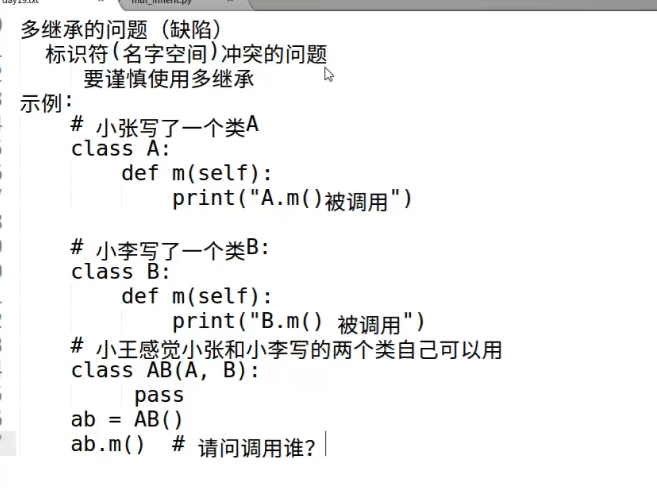 day19.txt
mul_inherit.py
多继承的问题（缺陷）
标识符(名字空间)冲突的问题
要谨慎使用多继承
示例:
# 小张写了一个类A
class A:
def m(self):
print("A.m()被调用")
# 小李写了一个类B:
class B:
def m(self):
print("B.m() 被调用")
# 小王感觉小张和小李写的两个类自己可以用
class AB(A, B):
pass
ab = AB()
ab.m()  # 请问调用谁?